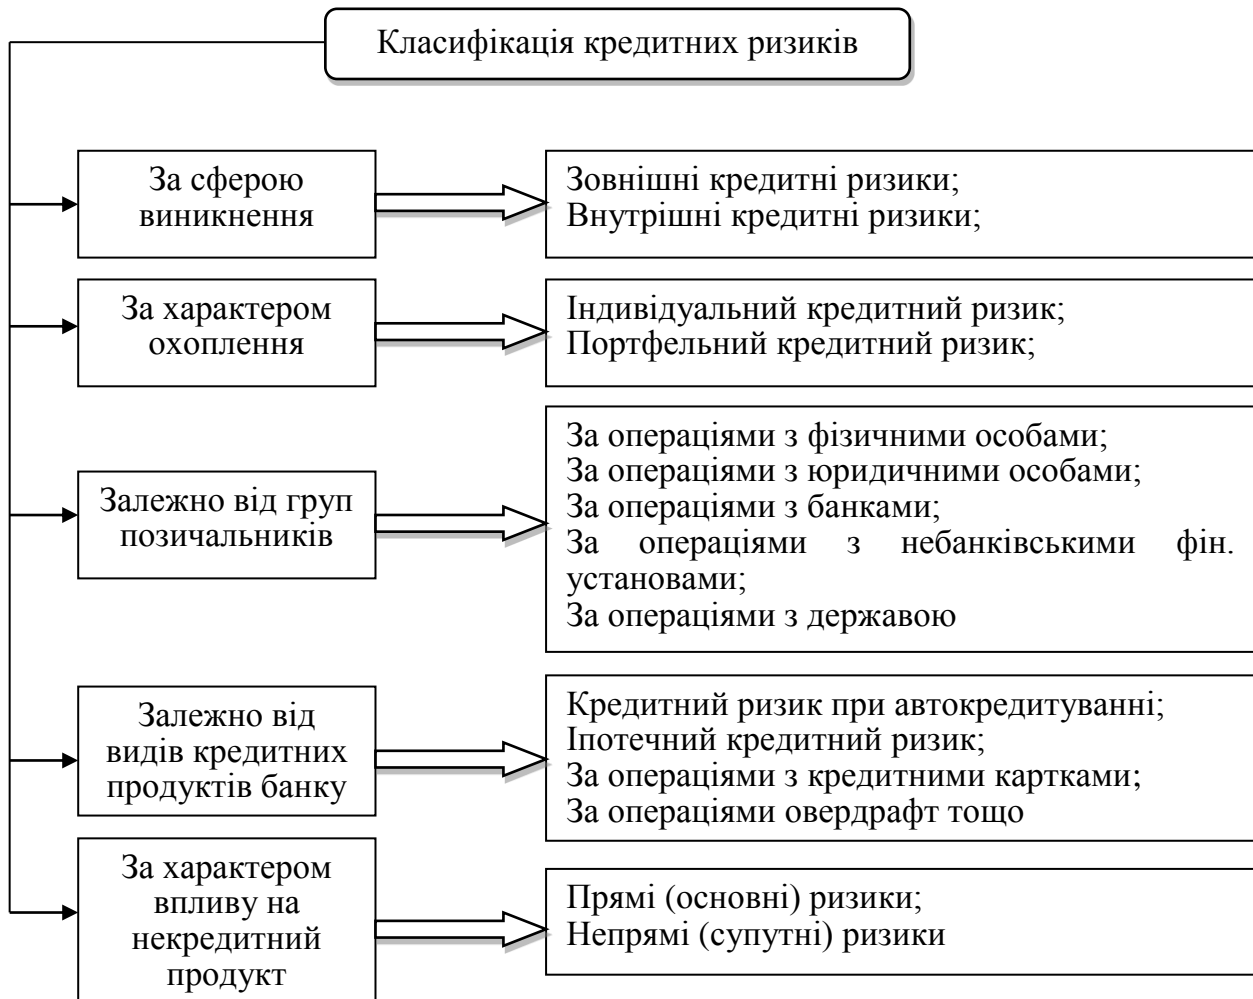 Класифікація кредитних ризиків
За сферою
виникнення
Зовнішні кредитні ризики;
Внутрішні кредитні ризики;
За характером
охоплення
Індивідуальний кредитний ризик;
Портфельний кредитний ризик;
Залежно від груп
позичальників
За операціями з фізичними особами;
За операціями з юридичними особами;
За операціями з банками;
За операціями з небанківськими фін.
установами;
За операціями з державою
Залежно від
видів кредитних
продуктів банку
Кредитний ризик при автокредитуванні;
Іпотечний кредитний ризик;
За операціями з кредитними картками;
За операціями овердрафт тощо
За характером
впливу на
некредитний
продукт
Прямі (основні) ризики;
Непрямі (супутні) ризики